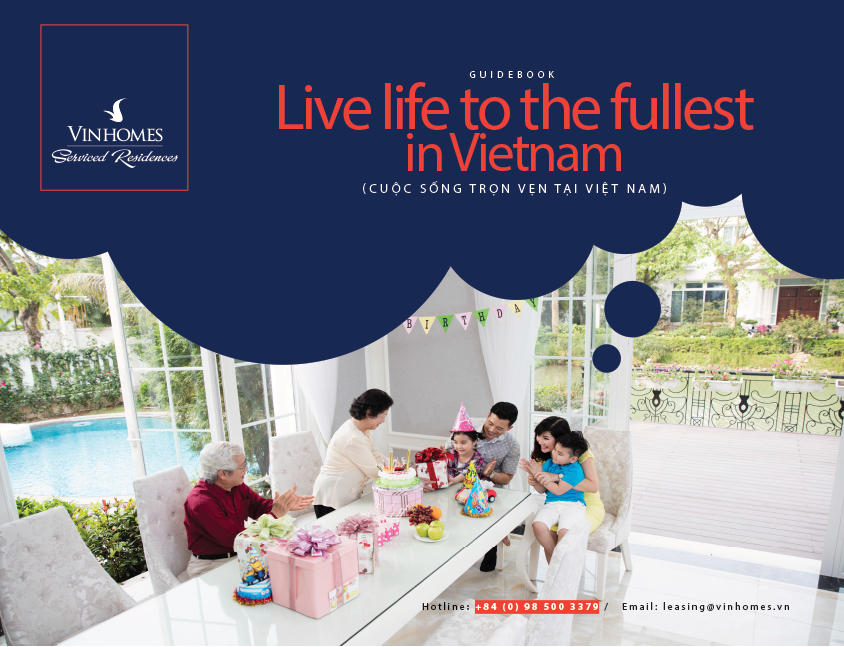 GUIDEBOOK
Live life to the fullest
in Vietnam
(CUỘC SỐNG TRỌN VẸN TẠI VIỆT NAM)
VINHOMES
Serviced Residences
BIRTHDAY
Hotline: +84 (0) 98 500 3379 / Email: leasing@vinhomes.vn